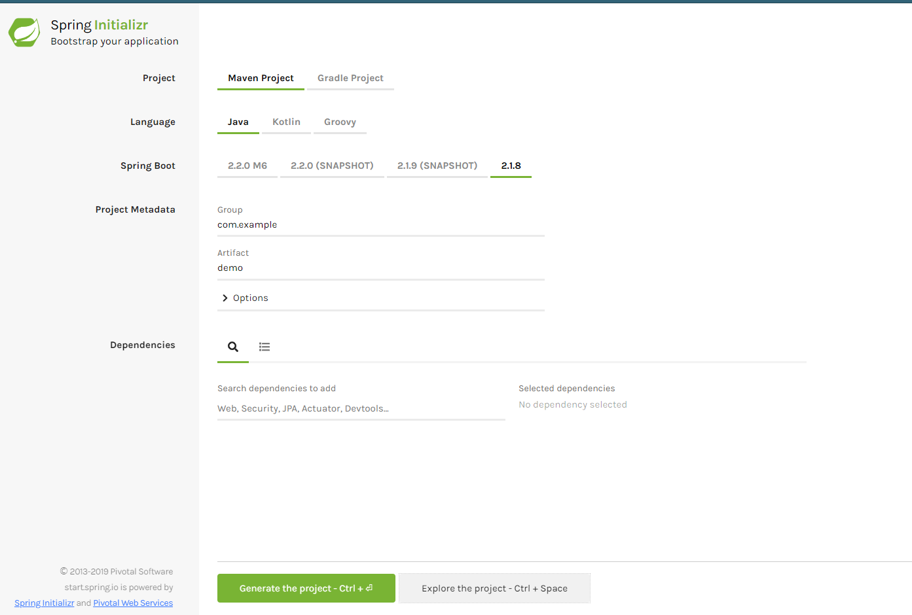 Spring Initializr
Bootstrap your application
Project
Maven Project Gradle Project
Language
Java Kotlin Groovy
Spring Boot
2.2.0 M6 2.2.0 (SNAPSHOT) 2.1.9 (SNAPSHOT) 2.1.8
Project Metadata
Group
com.example
Artifact
demo
Options
Dependencies
Search dependencies to add
Web, Security, JPA, Actuator, Devtools...
Selected dependencies
No dependency selected
© 2013-2019 Pivotal Software
start.spring.io is powered by
Spring Initializr and Pivotal Web Services
Generate the project - Ctrl + ⏎
Explore the project - Ctrl + Space